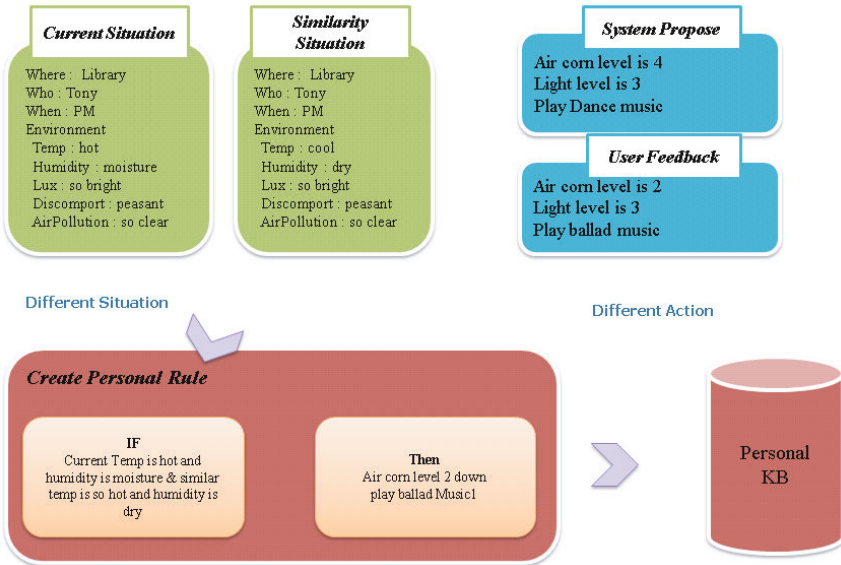 Current Situation
Where : Library
Who : Tony
When : PM
Environment
Temp : hot
Humidity : moisture
Lux : so bright
Discomport : peasant
AirPollution : so clear
Similarity
Situation
Where : Library
Who : Tony
When : PM
Environment
Temp : cool
Humidity : dry
Lux : so bright
Discomport : peasant
AirPollution : so clear
System Propose
Air corn level is 4
Light level is 3
Play Dance music
User Feedback
Air corn level is 2
Light level is 3
Play ballad music
Different Situation
Different Action
Create Personal Rule
IF
Current Temp is hot and
humidity is moisture & similar
temp is so hot and humidity is
dry
Then
Air corn level 2 down
play ballad Music1
Personal
KB